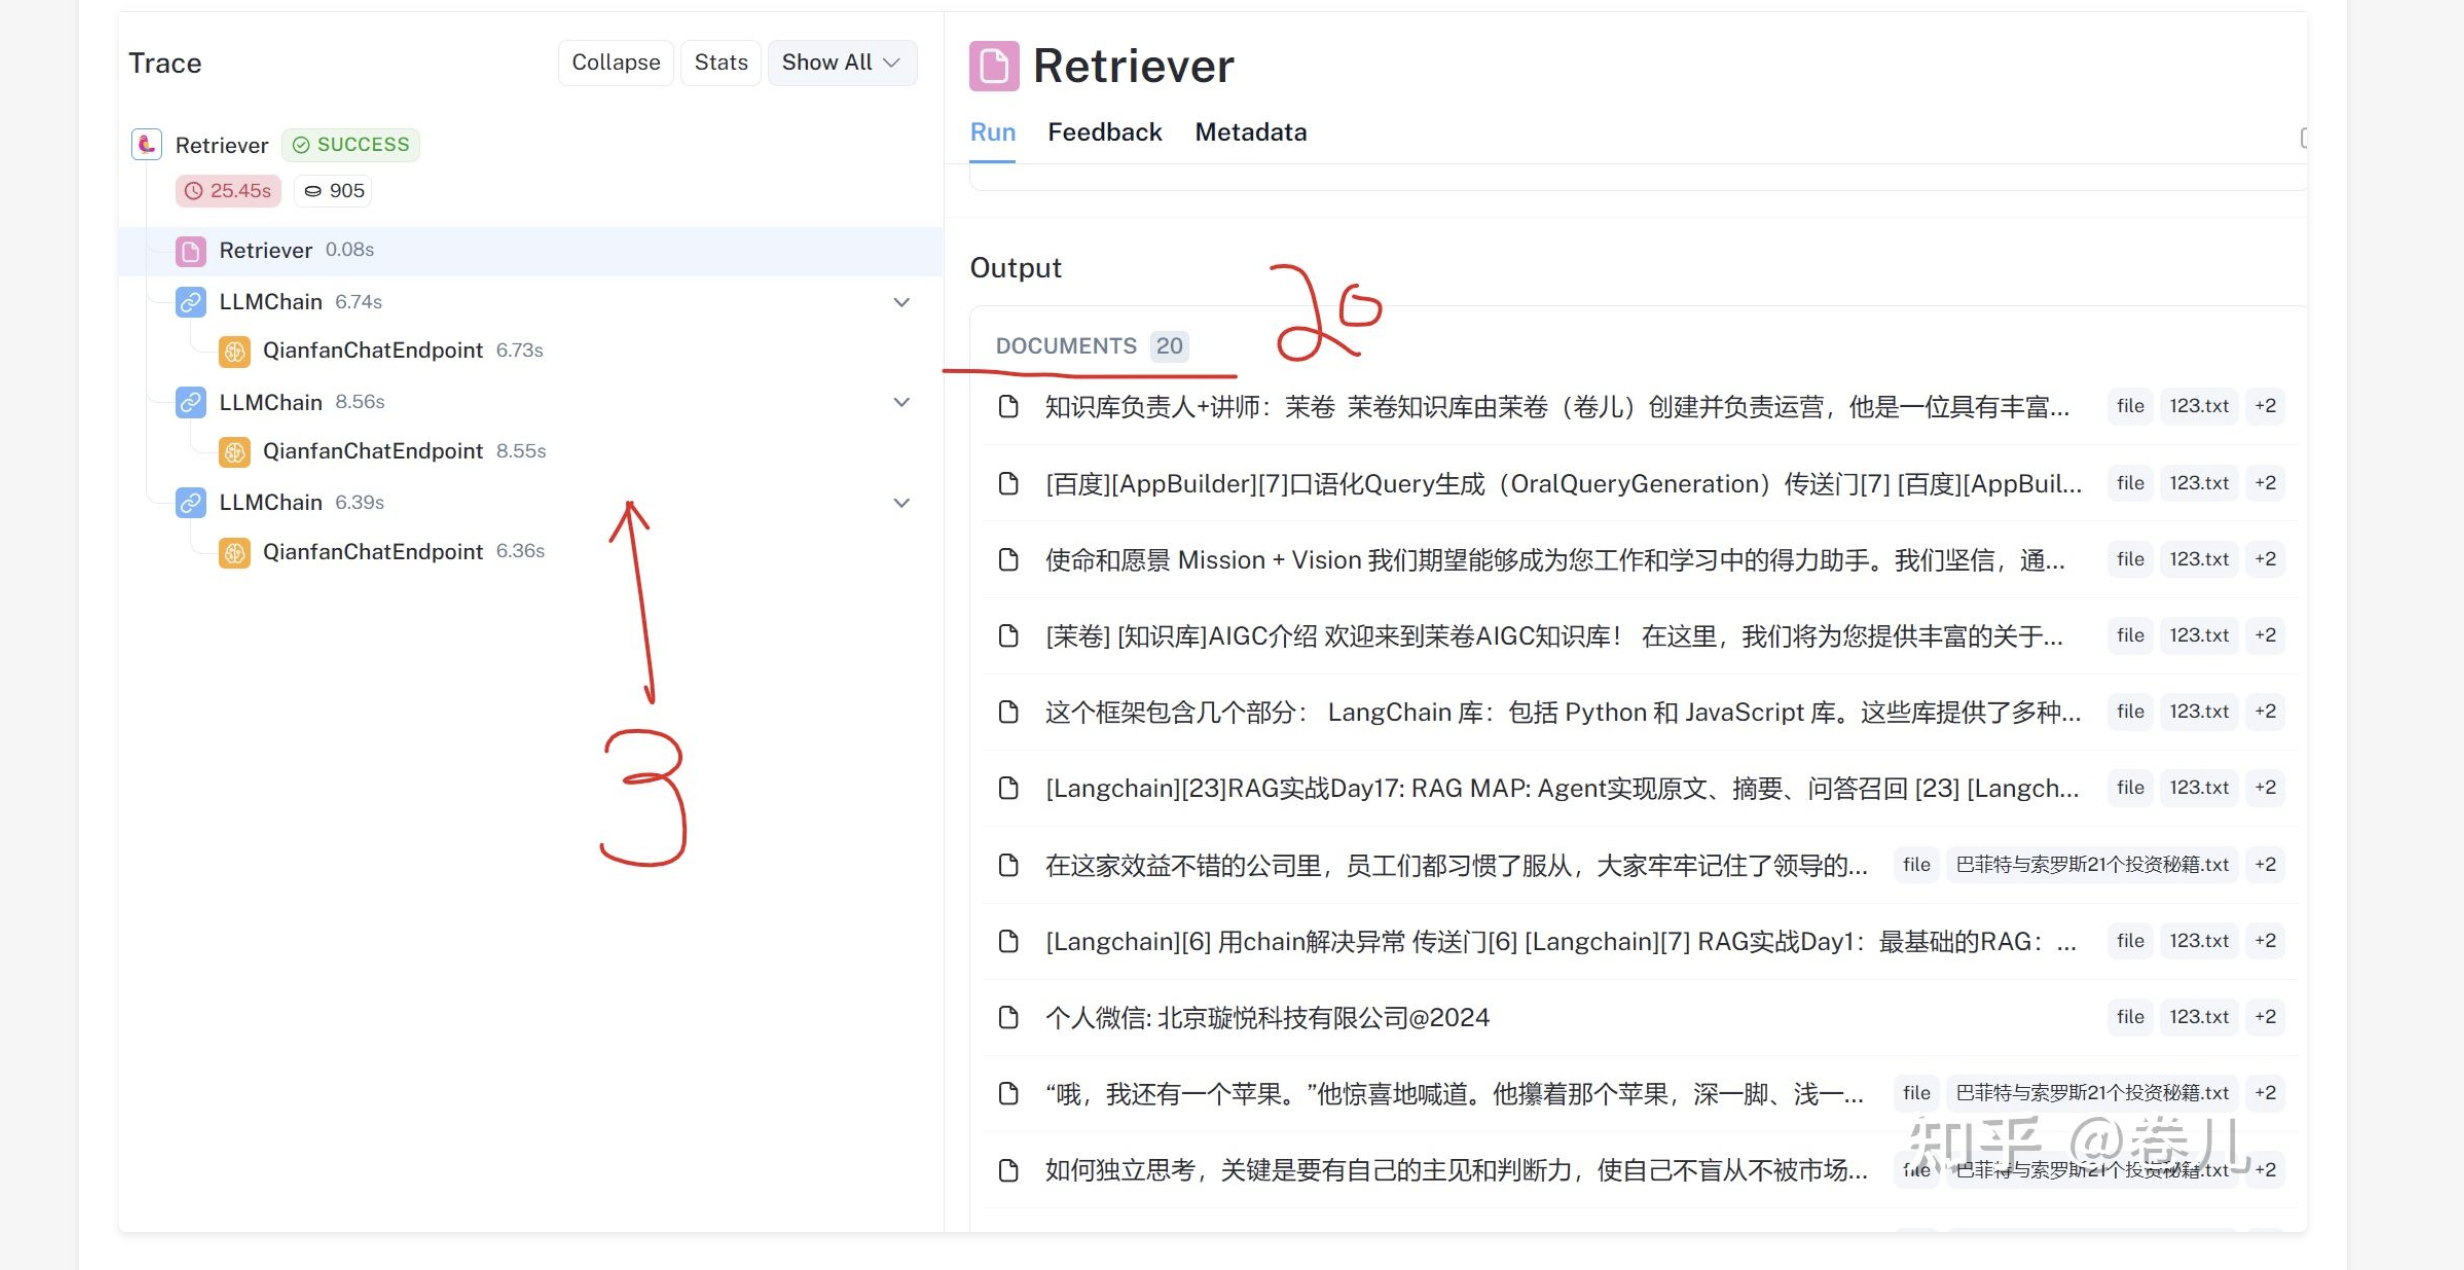 Trace
Collapse
Stats
Show All
Retriever SUCCESS
25.45s 905
Retriever 0.08s
LLMChain 6.74s
QianfanChatEndpoint 6.73s
LLMChain 8.56s
QianfanChatEndpoint 8.55s
LLMChain 6.39s
QianfanChatEndpoint 6.36s
3
Retriever
Run Feedback Metadata
Output
20
DOCUMENTS 20
知识库负责人+讲师：茉卷 茉卷知识库由茉卷（卷儿）创建并负责运营，他是一位具有丰富... file 123.txt +2
[百度][AppBuilder][7]口语化Query生成（OralQueryGeneration）传送门[7] [百度][AppBuil... file 123.txt +2
使命和愿景 Mission + Vision 我们期望能够成为您工作和学习中的得力助手。我们坚信，通... file 123.txt +2
[茉卷] [知识库]AIGC介绍 欢迎来到茉卷AIGC知识库！ 在这里，我们将为您提供丰富的关于... file 123.txt +2
这个框架包含几个部分： LangChain 库：包括 Python 和 JavaScript 库。这些库提供了多种... file 123.txt +2
[Langchain][23]RAG实战Day17: RAG MAP: Agent实现原文、摘要、问答召回 [23] [Langch... file 123.txt +2
在这家效益不错的公司里，员工们都习惯了服从，大家牢牢记住了领导的... file 巴菲特与索罗斯21个投资秘籍.txt +2
[Langchain][6] 用chain解决异常 传送门[6] [Langchain][7] RAG实战Day1：最基础的RAG：... file 123.txt +2
个人微信: 北京璇悦科技有限公司@2024 file 123.txt +2
“哦，我还有一个苹果。”他惊喜地喊道。他攥着那个苹果，深一脚、浅一... file 巴菲特与索罗斯21个投资秘籍.txt +2
如何独立思考，关键是要有自己的主见和判断力，使自己不盲从不被市场... file 巴菲特与索罗斯21个投资秘籍.txt +2
知乎 @卷儿